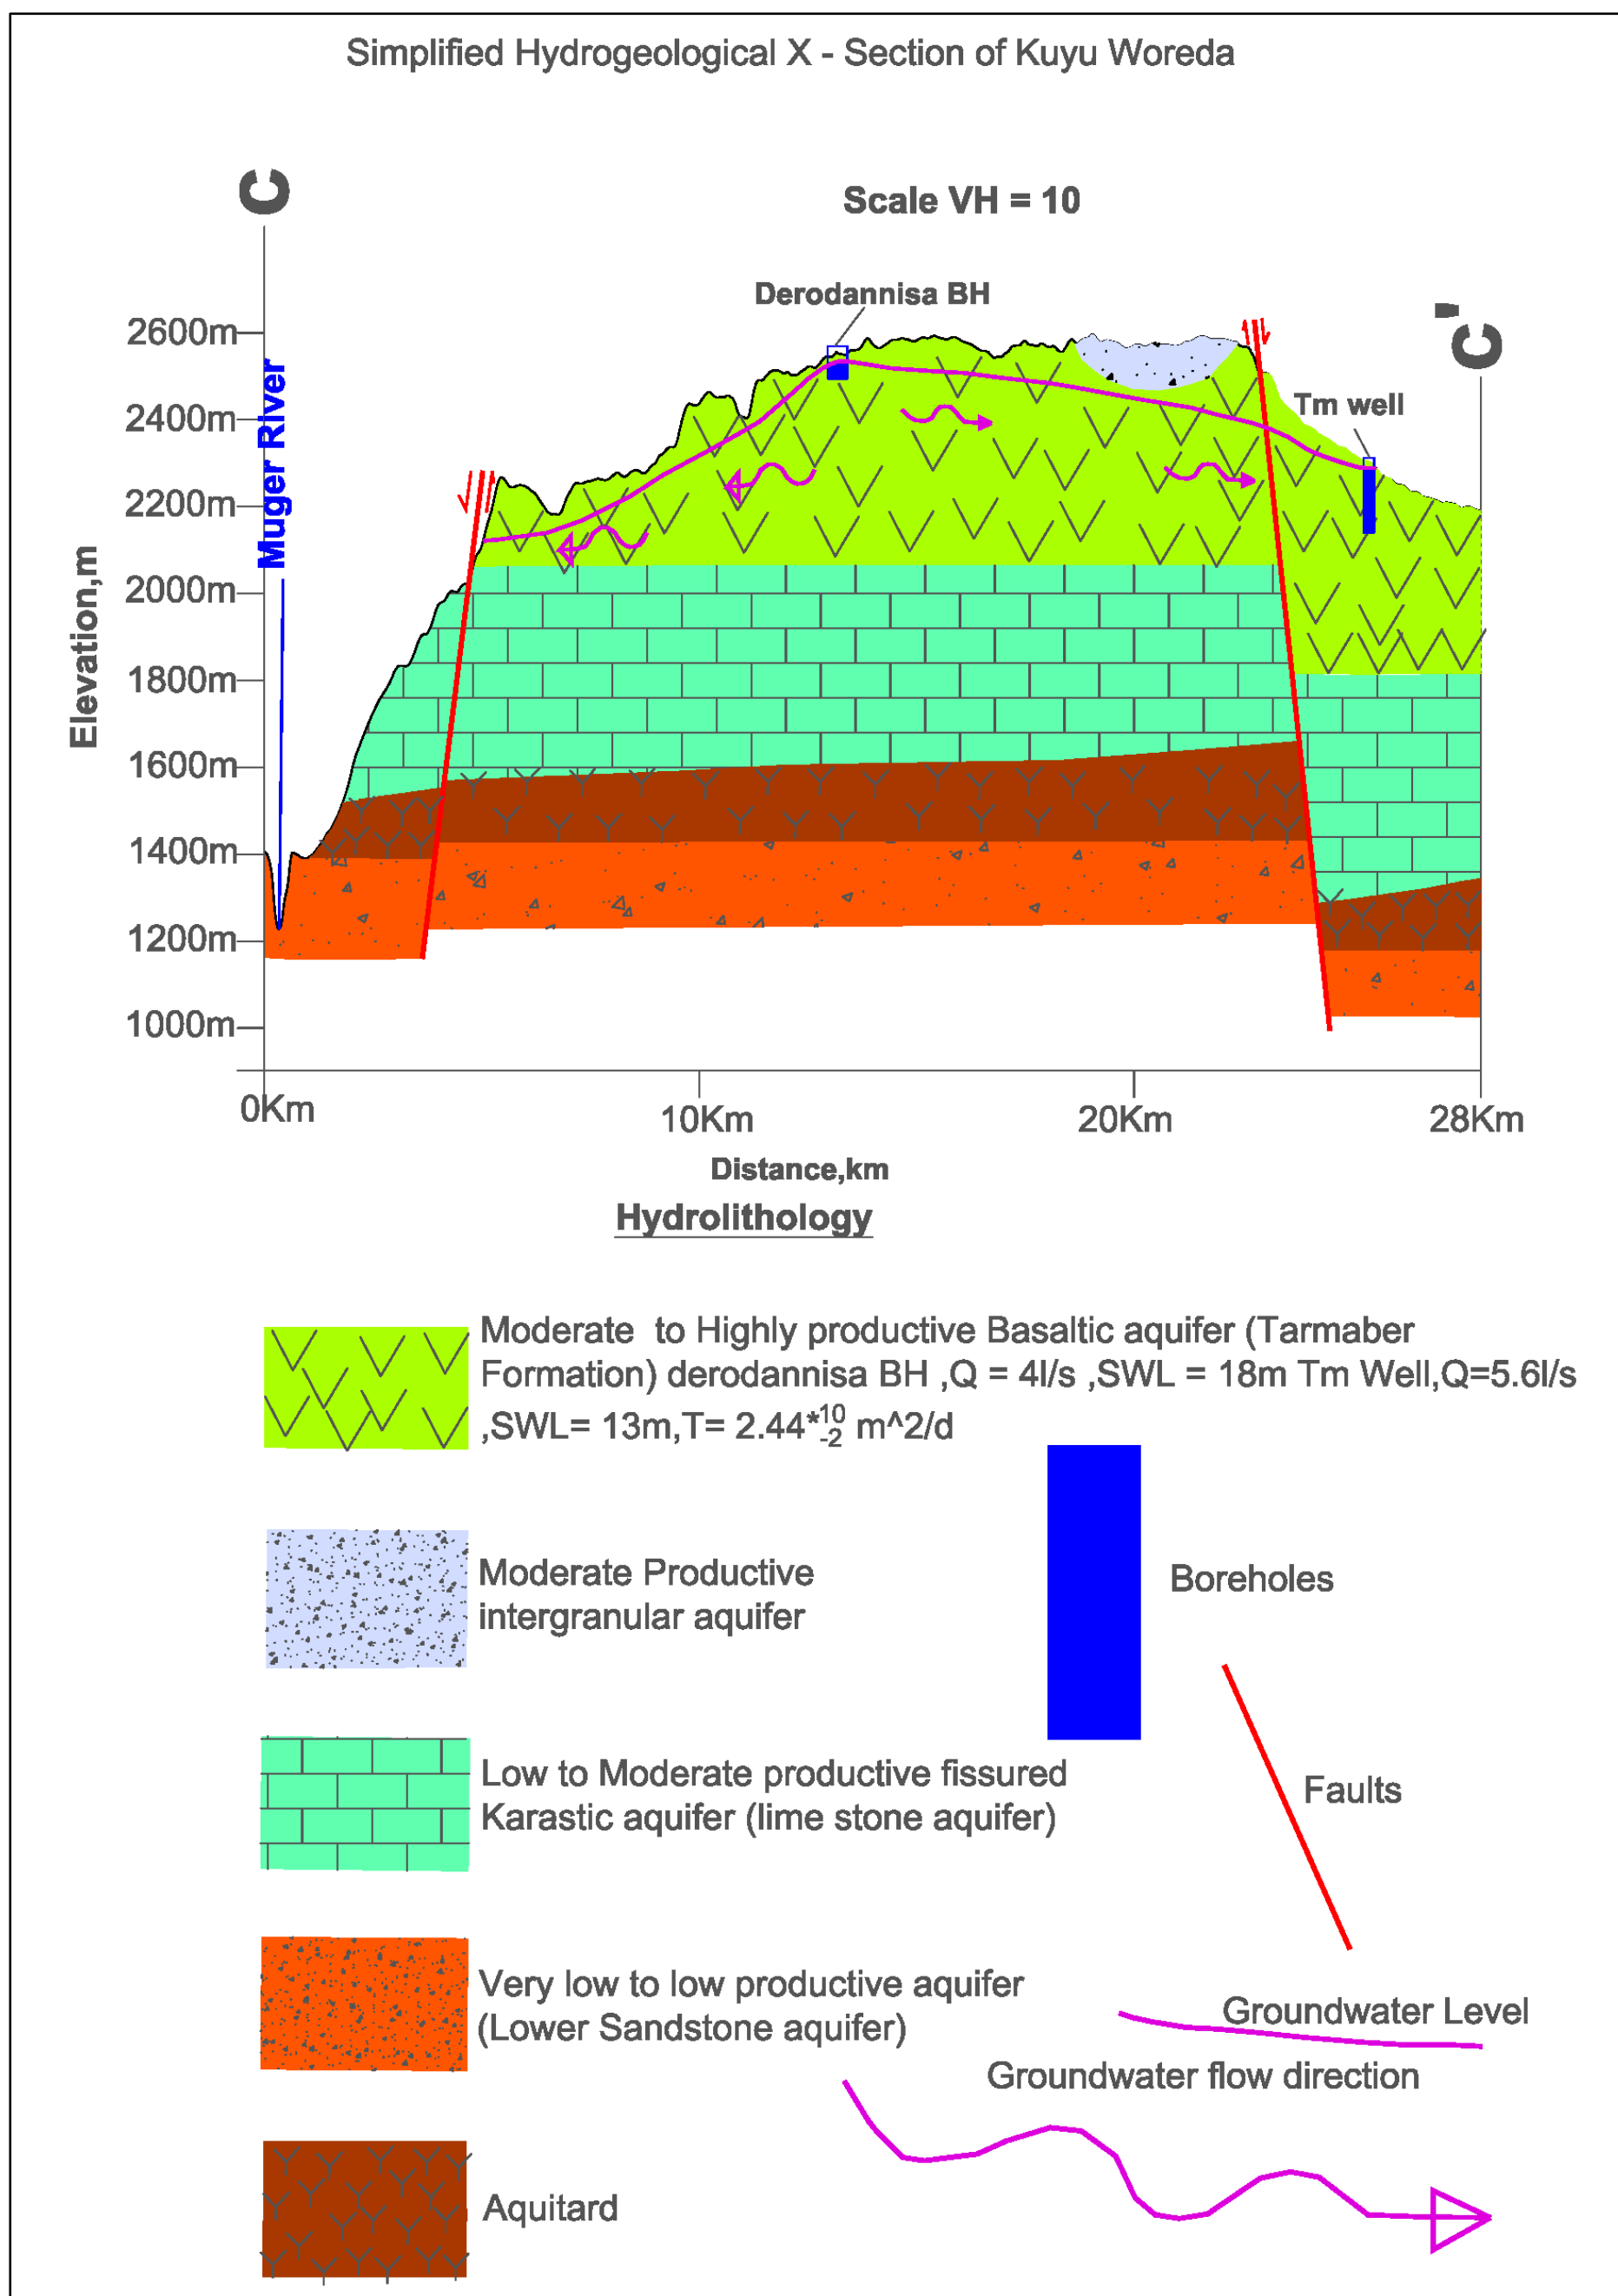 Simplified Hydrogeological X - Section of Kuyu Woreda
C
Scale VH = 10
Derodannisa BH
C'
Tm well
Muger River
Elevation,m
2600m
2400m
2200m
2000m
1800m
1600m
1400m
1200m
1000m
0Km
10Km
20Km
28Km
Distance,km
Hydrolithology
Moderate to Highly productive Basaltic aquifer (Tarmaber
Formation) derodannisa BH ,Q = 4l/s ,SWL = 18m Tm Well,Q=5.6l/s
,SWL= 13m,T= 2.44*10-2 m^2/d
Boreholes
Moderate Productive
intergranular aquifer
Low to Moderate productive fissured
Karastic aquifer (lime stone aquifer)
Faults
Very low to low productive aquifer
(Lower Sandstone aquifer)
Groundwater Level
Groundwater flow direction
Aquitard